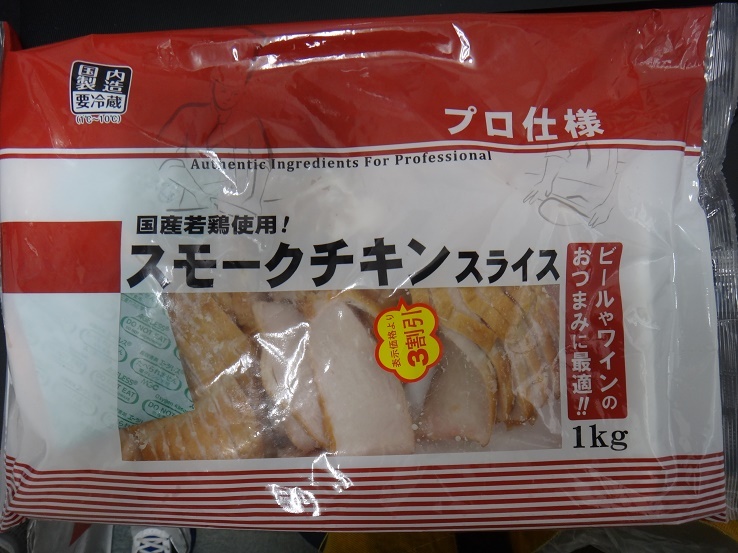 国内
製造
要冷蔵
(1℃~10℃)
プロ仕様
Authentic Ingredients For Professional
国産若鶏使用!
スモークチキンスライス
ビールやワインの
おつまみに最適!!
表示価格より
3割引
1kg